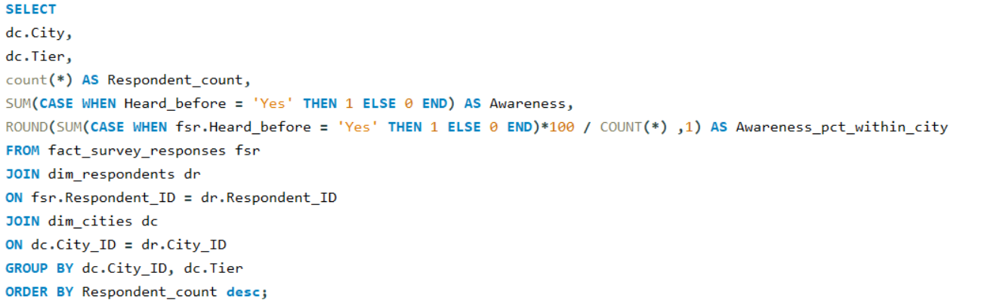 SELECT
dc.City,
dc.Tier,
count(*) AS Respondent_count,
SUM(CASE WHEN Heard_before = 'Yes' THEN 1 ELSE 0 END) AS Awareness,
ROUND(SUM(CASE WHEN fsr.Heard_before = 'Yes' THEN 1 ELSE 0 END)*100 / COUNT(*) ,1) AS Awareness_pct_within_city
FROM fact_survey_responses fsr
JOIN dim_respondents dr
ON fsr.Respondent_ID = dr.Respondent_ID
JOIN dim_cities dc
ON dc.City_ID = dr.City_ID
GROUP BY dc.City_ID, dc.Tier
ORDER BY Respondent_count desc;